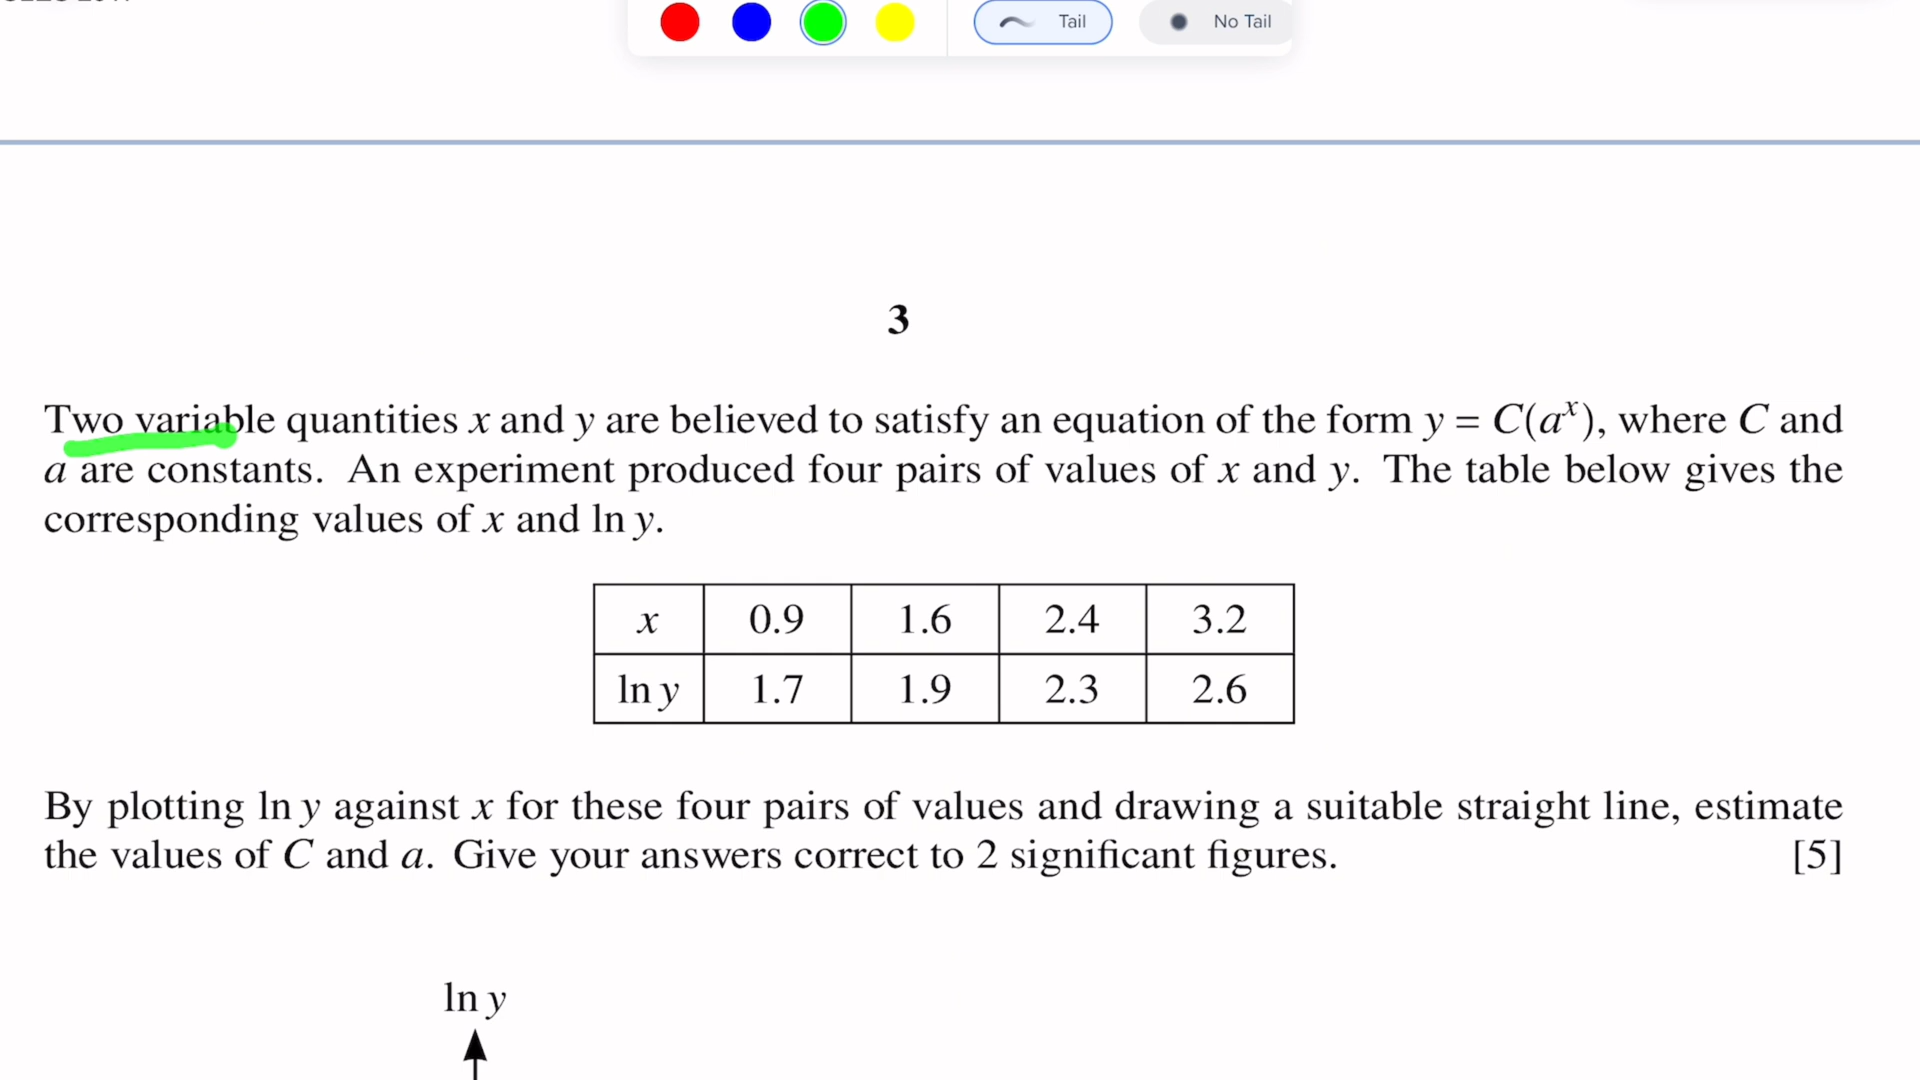 Tail
No Tail
3
Two variable quantities x and y are believed to satisfy an equation of the form y = C(aˣ), where C and
a are constants. An experiment produced four pairs of values of x and y. The table below gives the
corresponding values of x and ln y.
x 0.9 1.6 2.4 3.2
ln y 1.7 1.9 2.3 2.6
By plotting ln y against x for these four pairs of values and drawing a suitable straight line, estimate
the values of C and a. Give your answers correct to 2 significant figures. [5]
ln y